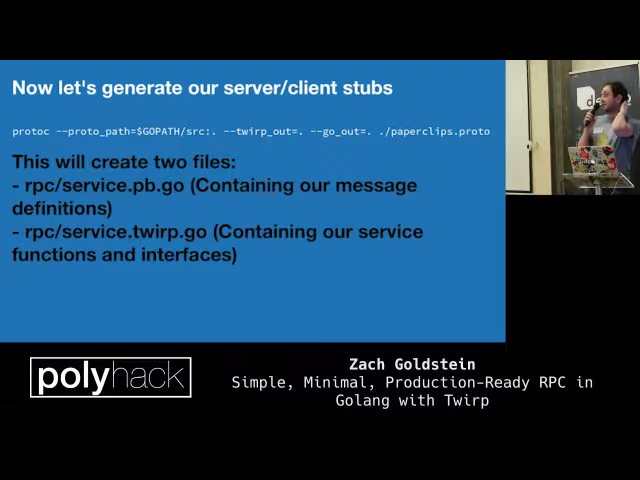 Now let's generate our server/client stubs
protoc --proto_path=$GOPATH/src:. --twirp_out=. --go_out=. ./paperclips.proto
This will create two files:
- rpc/service.pb.go (Containing our message
definitions)
- rpc/service.twirp.go (Containing our service
functions and interfaces)
polyhack
Zach Goldstein
Simple, Minimal, Production-Ready RPC in
Golang with Twirp